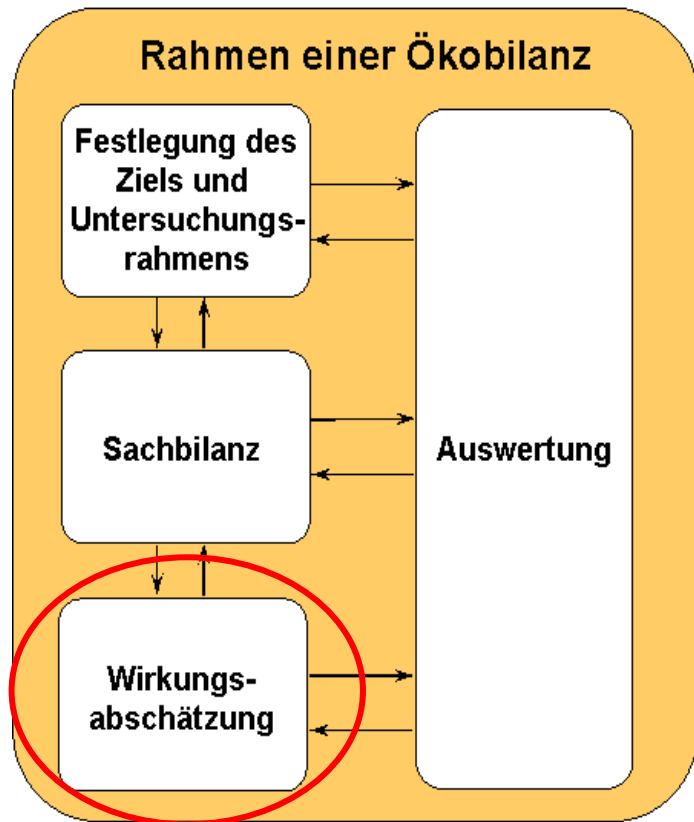 Rahmen einer Ökobilanz
Festlegung des
Ziels und
Untersuchungs-
rahmens
Sachbilanz
Auswertung
Wirkungs-
abschätzung